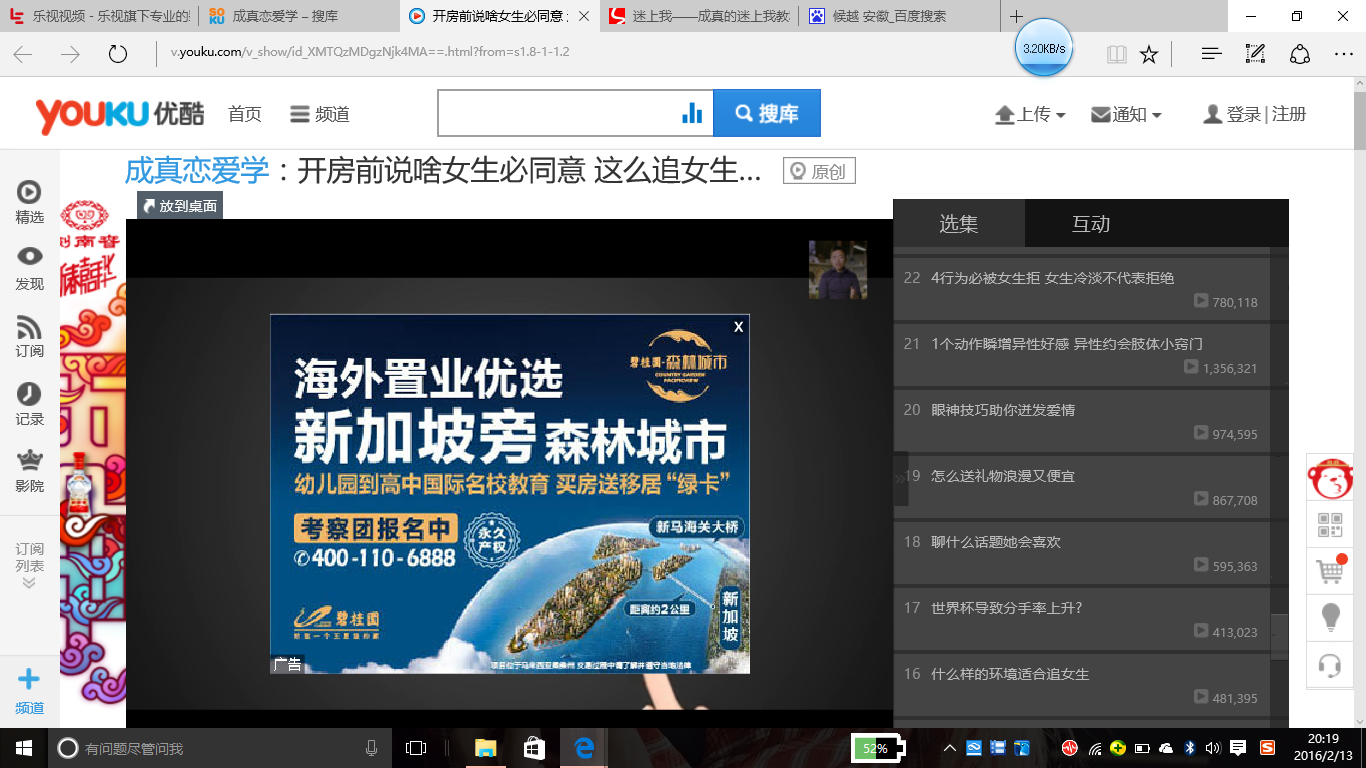 乐视视频 - 乐视旗下专业的
成真恋爱学 – 搜库
开房前说啥女生必同意
迷上我——成真的迷上我教
候越 安徽_百度搜索
v.youku.com/v_show/id_XMTQzMDgzNjk4MA==.html?from=s1.8-1-1.2
3.20KB/s
YOUKU 优酷
首页
频道
搜库
上传
通知
登录 | 注册
成真恋爱学：开房前说啥女生必同意 这么追女生...
原创
放到桌面
精选
发现
订阅
记录
影院
订阅
列表
频道
海外置业优选
碧桂园·森林城市
COUNTRY GARDEN
PACIFICVIEW
新加坡旁 森林城市
幼儿园到高中国际名校教育 买房送移居“绿卡”
考察团报名中
永久
产权
400-110-6888
新马海关大桥
距离约2公里
新加坡
碧桂園
给您一个五星级的家
广告
X
选集
互动
22 4行为必被女生拒 女生冷淡不代表拒绝
780,118
21 1个动作瞬增异性好感 异性约会肢体小窍门
1,356,321
20 眼神技巧助你迸发爱情
974,595
19 怎么送礼物浪漫又便宜
867,708
18 聊什么话题她会喜欢
595,363
17 世界杯导致分手率上升?
413,023
16 什么样的环境适合追女生
481,395
有问题尽管问我
52%
20:19
2016/2/13